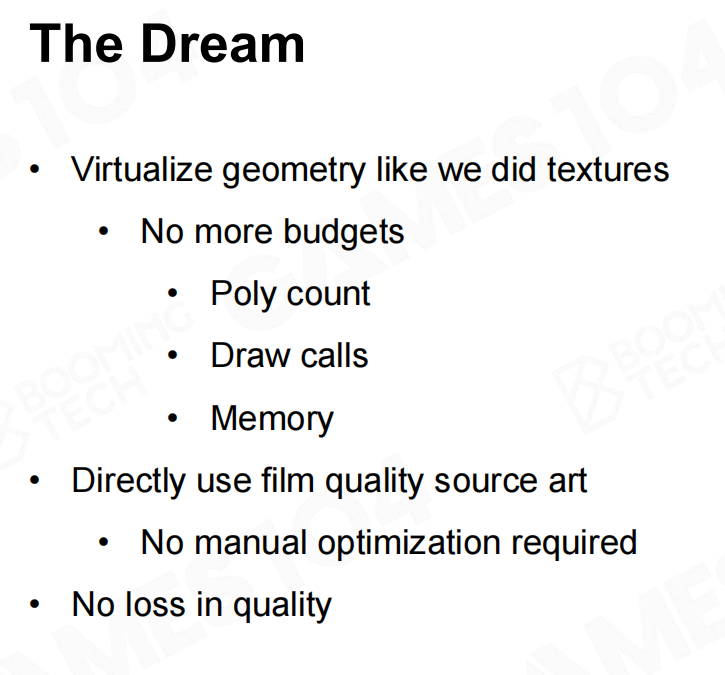 The Dream
• Virtualize geometry like we did textures
• No more budgets
• Poly count
• Draw calls
• Memory
• Directly use film quality source art
• No manual optimization required
• No loss in quality
GAMES104
BOOMING
TECH
BOOMING
TECH